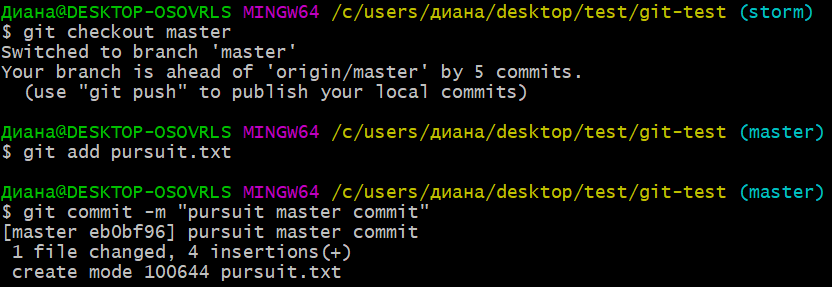 Диана@DESKTOP-OSOVRLS MINGW64 /c/users/диана/desktop/test/git-test (storm)
$ git checkout master
Switched to branch 'master'
Your branch is ahead of 'origin/master' by 5 commits.
  (use "git push" to publish your local commits)

Диана@DESKTOP-OSOVRLS MINGW64 /c/users/диана/desktop/test/git-test (master)
$ git add pursuit.txt

Диана@DESKTOP-OSOVRLS MINGW64 /c/users/диана/desktop/test/git-test (master)
$ git commit -m "pursuit master commit"
[master eb0bf96] pursuit master commit
 1 file changed, 4 insertions(+)
 create mode 100644 pursuit.txt